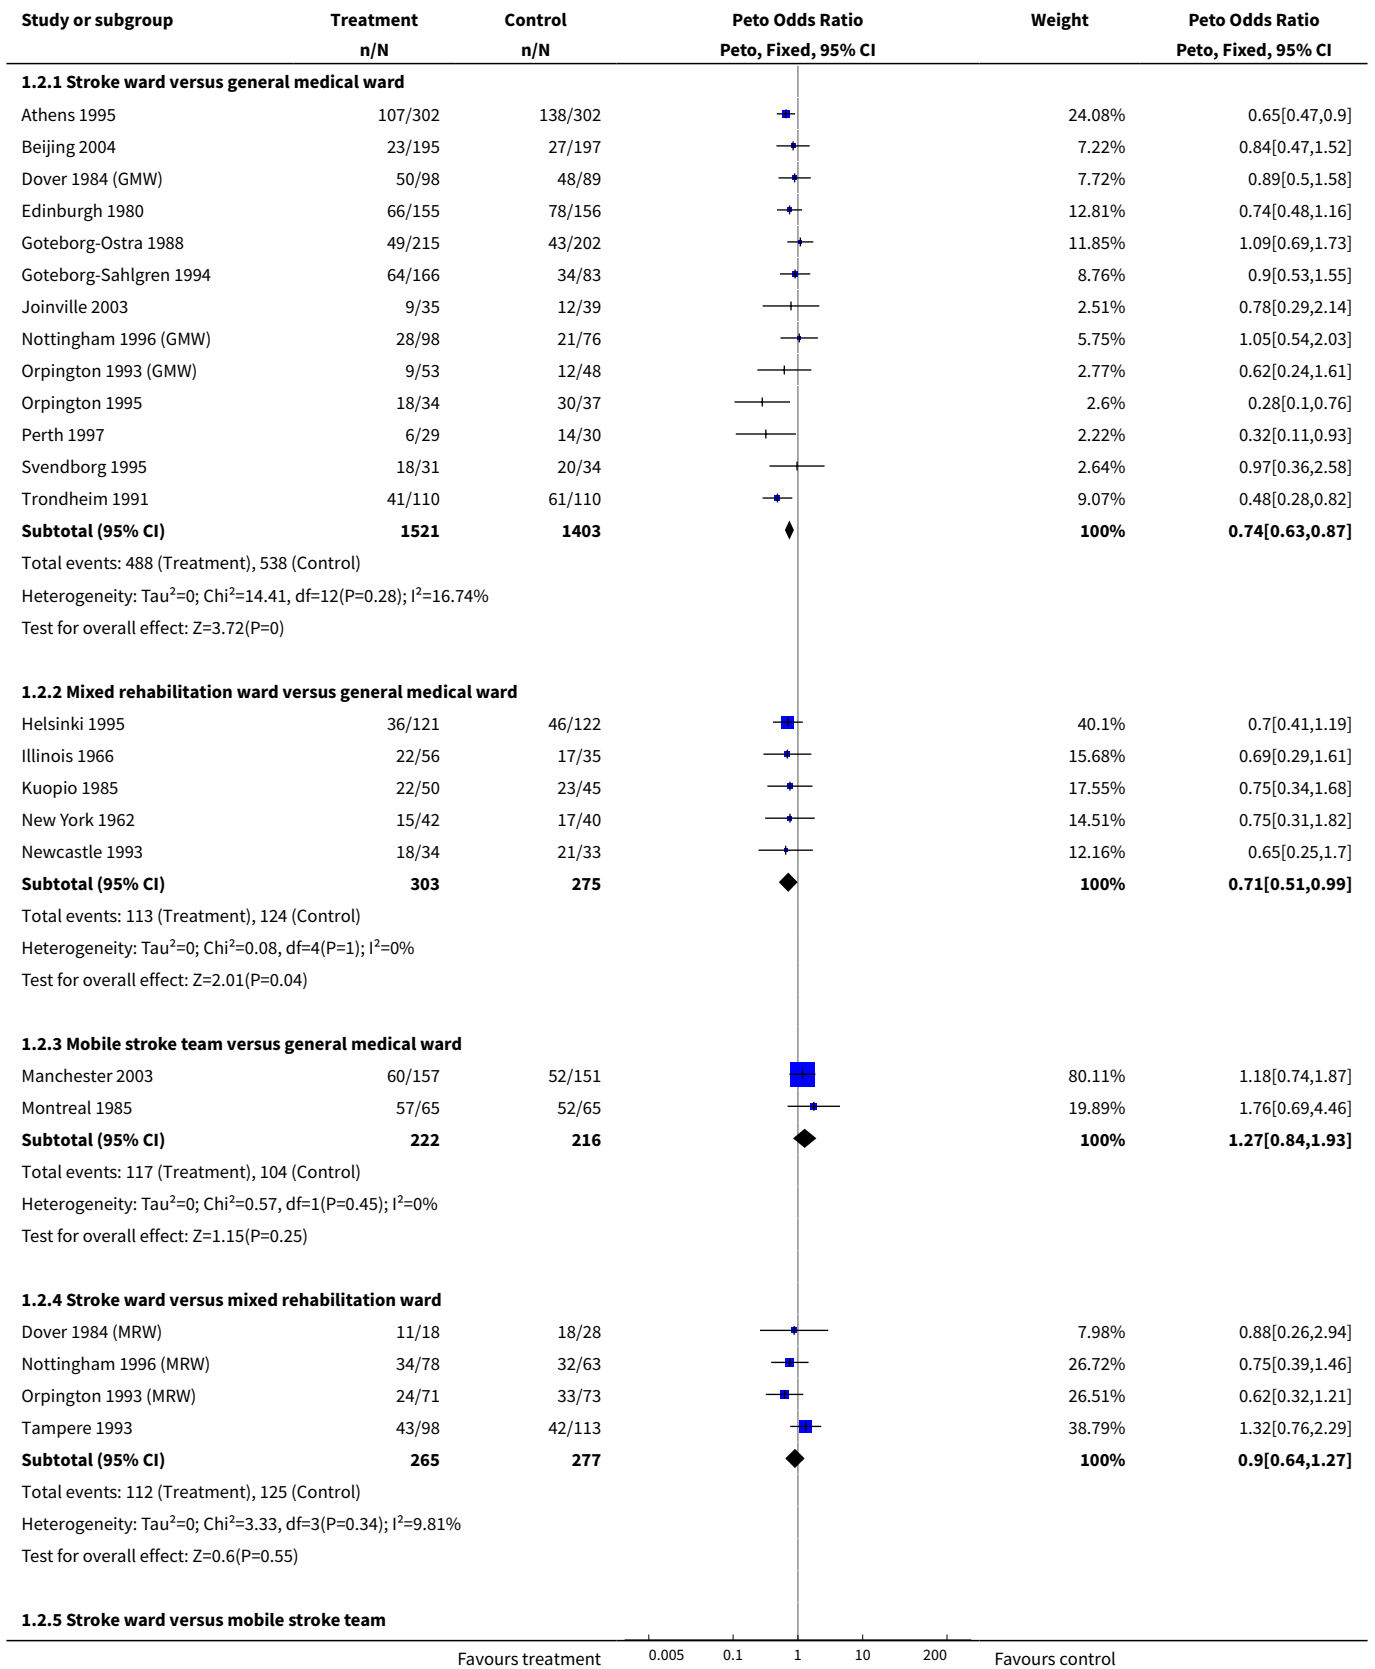 Study or subgroup Treatment Control Peto Odds Ratio Weight Peto Odds Ratio
n/N n/N Peto, Fixed, 95% CI Peto, Fixed, 95% CI
1.2.1 Stroke ward versus general medical ward
Athens 1995 107/302 138/302 24.08% 0.65[0.47,0.9]
Beijing 2004 23/195 27/197 7.22% 0.84[0.47,1.52]
Dover 1984 (GMW) 50/98 48/89 7.72% 0.89[0.5,1.58]
Edinburgh 1980 66/155 78/156 12.81% 0.74[0.48,1.16]
Goteborg-Ostra 1988 49/215 43/202 11.85% 1.09[0.69,1.73]
Goteborg-Sahlgren 1994 64/166 34/83 8.76% 0.9[0.53,1.55]
Joinville 2003 9/35 12/39 2.51% 0.78[0.29,2.14]
Nottingham 1996 (GMW) 28/98 21/76 5.75% 1.05[0.54,2.03]
Orpington 1993 (GMW) 9/53 12/48 2.77% 0.62[0.24,1.61]
Orpington 1995 18/34 30/37 2.6% 0.28[0.1,0.76]
Perth 1997 6/29 14/30 2.22% 0.32[0.11,0.93]
Svendborg 1995 18/31 20/34 2.64% 0.97[0.36,2.58]
Trondheim 1991 41/110 61/110 9.07% 0.48[0.28,0.82]
Subtotal (95% CI) 1521 1403 100% 0.74[0.63,0.87]
Total events: 488 (Treatment), 538 (Control)
Heterogeneity: Tau²=0; Chi²=14.41, df=12(P=0.28); I²=16.74%
Test for overall effect: Z=3.72(P=0)
1.2.2 Mixed rehabilitation ward versus general medical ward
Helsinki 1995 36/121 46/122 40.1% 0.7[0.41,1.19]
Illinois 1966 22/56 17/35 15.68% 0.69[0.29,1.61]
Kuopio 1985 22/50 23/45 17.55% 0.75[0.34,1.68]
New York 1962 15/42 17/40 14.51% 0.75[0.31,1.82]
Newcastle 1993 18/34 21/33 12.16% 0.65[0.25,1.7]
Subtotal (95% CI) 303 275 100% 0.71[0.51,0.99]
Total events: 113 (Treatment), 124 (Control)
Heterogeneity: Tau²=0; Chi²=0.08, df=4(P=1); I²=0%
Test for overall effect: Z=2.01(P=0.04)
1.2.3 Mobile stroke team versus general medical ward
Manchester 2003 60/157 52/151 80.11% 1.18[0.74,1.87]
Montreal 1985 57/65 52/65 19.89% 1.76[0.69,4.46]
Subtotal (95% CI) 222 216 100% 1.27[0.84,1.93]
Total events: 117 (Treatment), 104 (Control)
Heterogeneity: Tau²=0; Chi²=0.57, df=1(P=0.45); I²=0%
Test for overall effect: Z=1.15(P=0.25)
1.2.4 Stroke ward versus mixed rehabilitation ward
Dover 1984 (MRW) 11/18 18/28 7.98% 0.88[0.26,2.94]
Nottingham 1996 (MRW) 34/78 32/63 26.72% 0.75[0.39,1.46]
Orpington 1993 (MRW) 24/71 33/73 26.51% 0.62[0.32,1.21]
Tampere 1993 43/98 42/113 38.79% 1.32[0.76,2.29]
Subtotal (95% CI) 265 277 100% 0.9[0.64,1.27]
Total events: 112 (Treatment), 125 (Control)
Heterogeneity: Tau²=0; Chi²=3.33, df=3(P=0.34); I²=9.81%
Test for overall effect: Z=0.6(P=0.55)
1.2.5 Stroke ward versus mobile stroke team
Favours treatment 0.005 0.1 1 10 200 Favours control